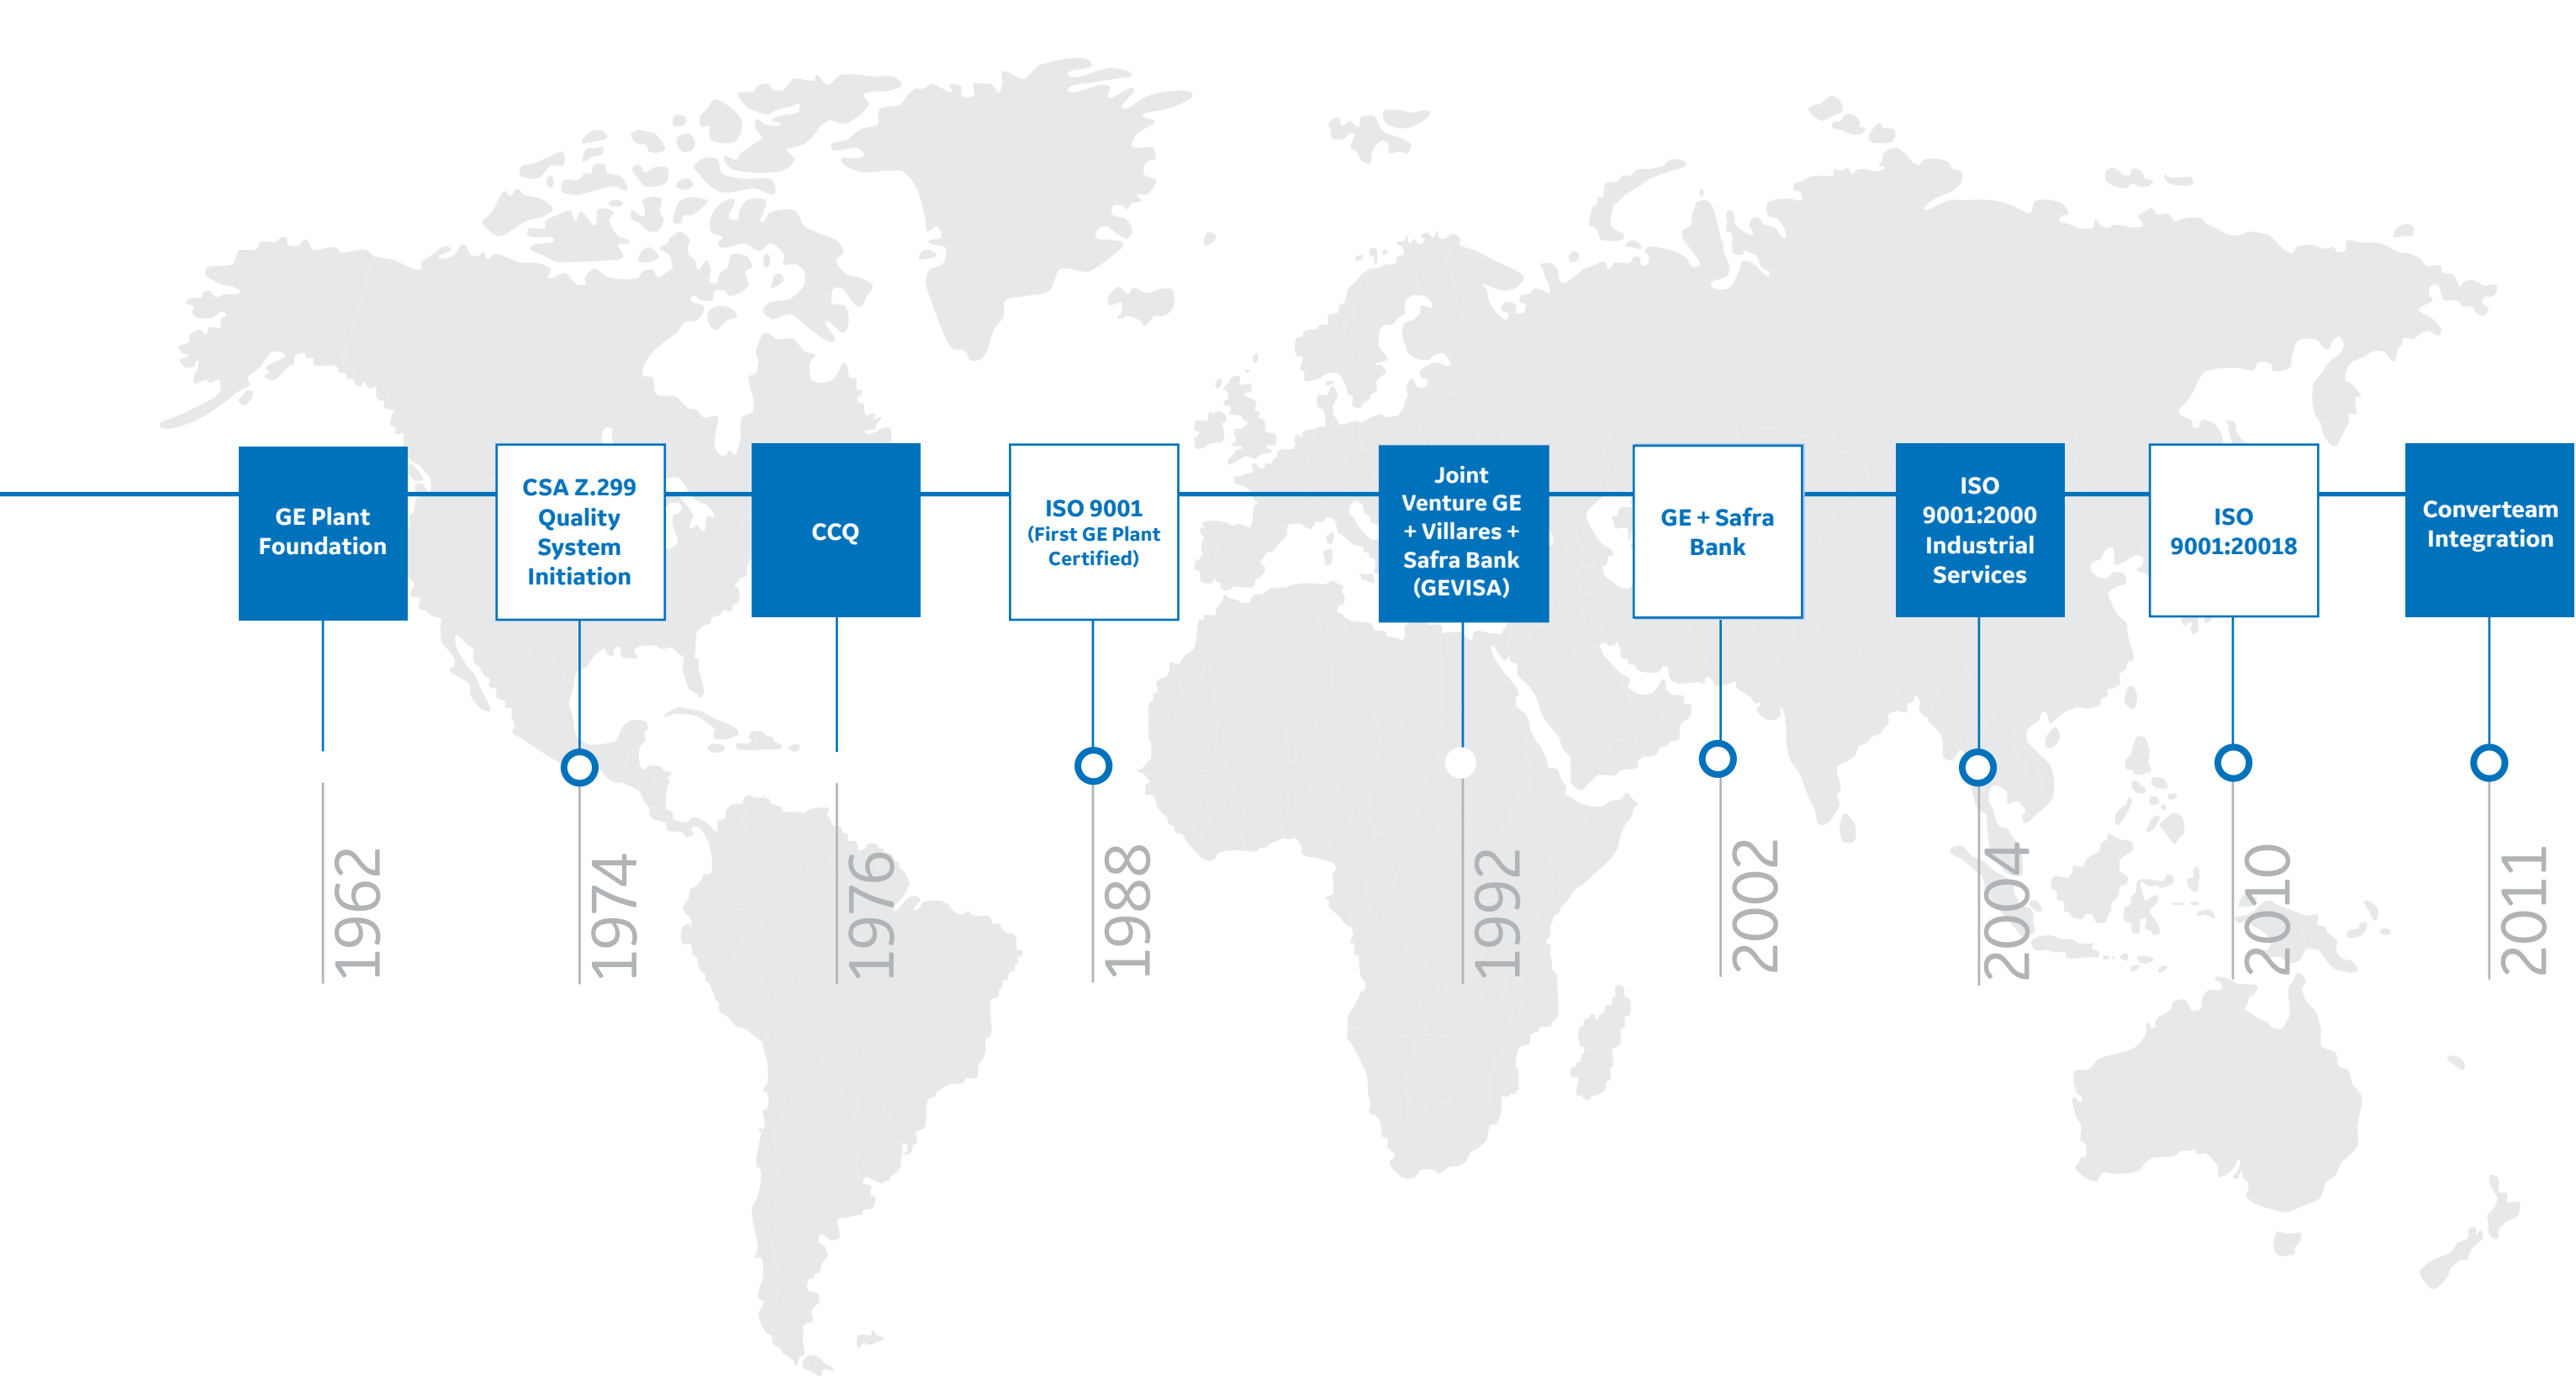 GE Plant
Foundation
CSA Z.299
Quality
System
Initiation
CCQ
ISO 9001
(First GE Plant
Certified)
Joint
Venture GE
+ Villares +
Safra Bank
(GEVISA)
GE + Safra
Bank
ISO
9001:2000
Industrial
Services
ISO
9001:20018
Converteam
Integration
1962
1974
1976
1988
1992
2002
2004
2010
2011